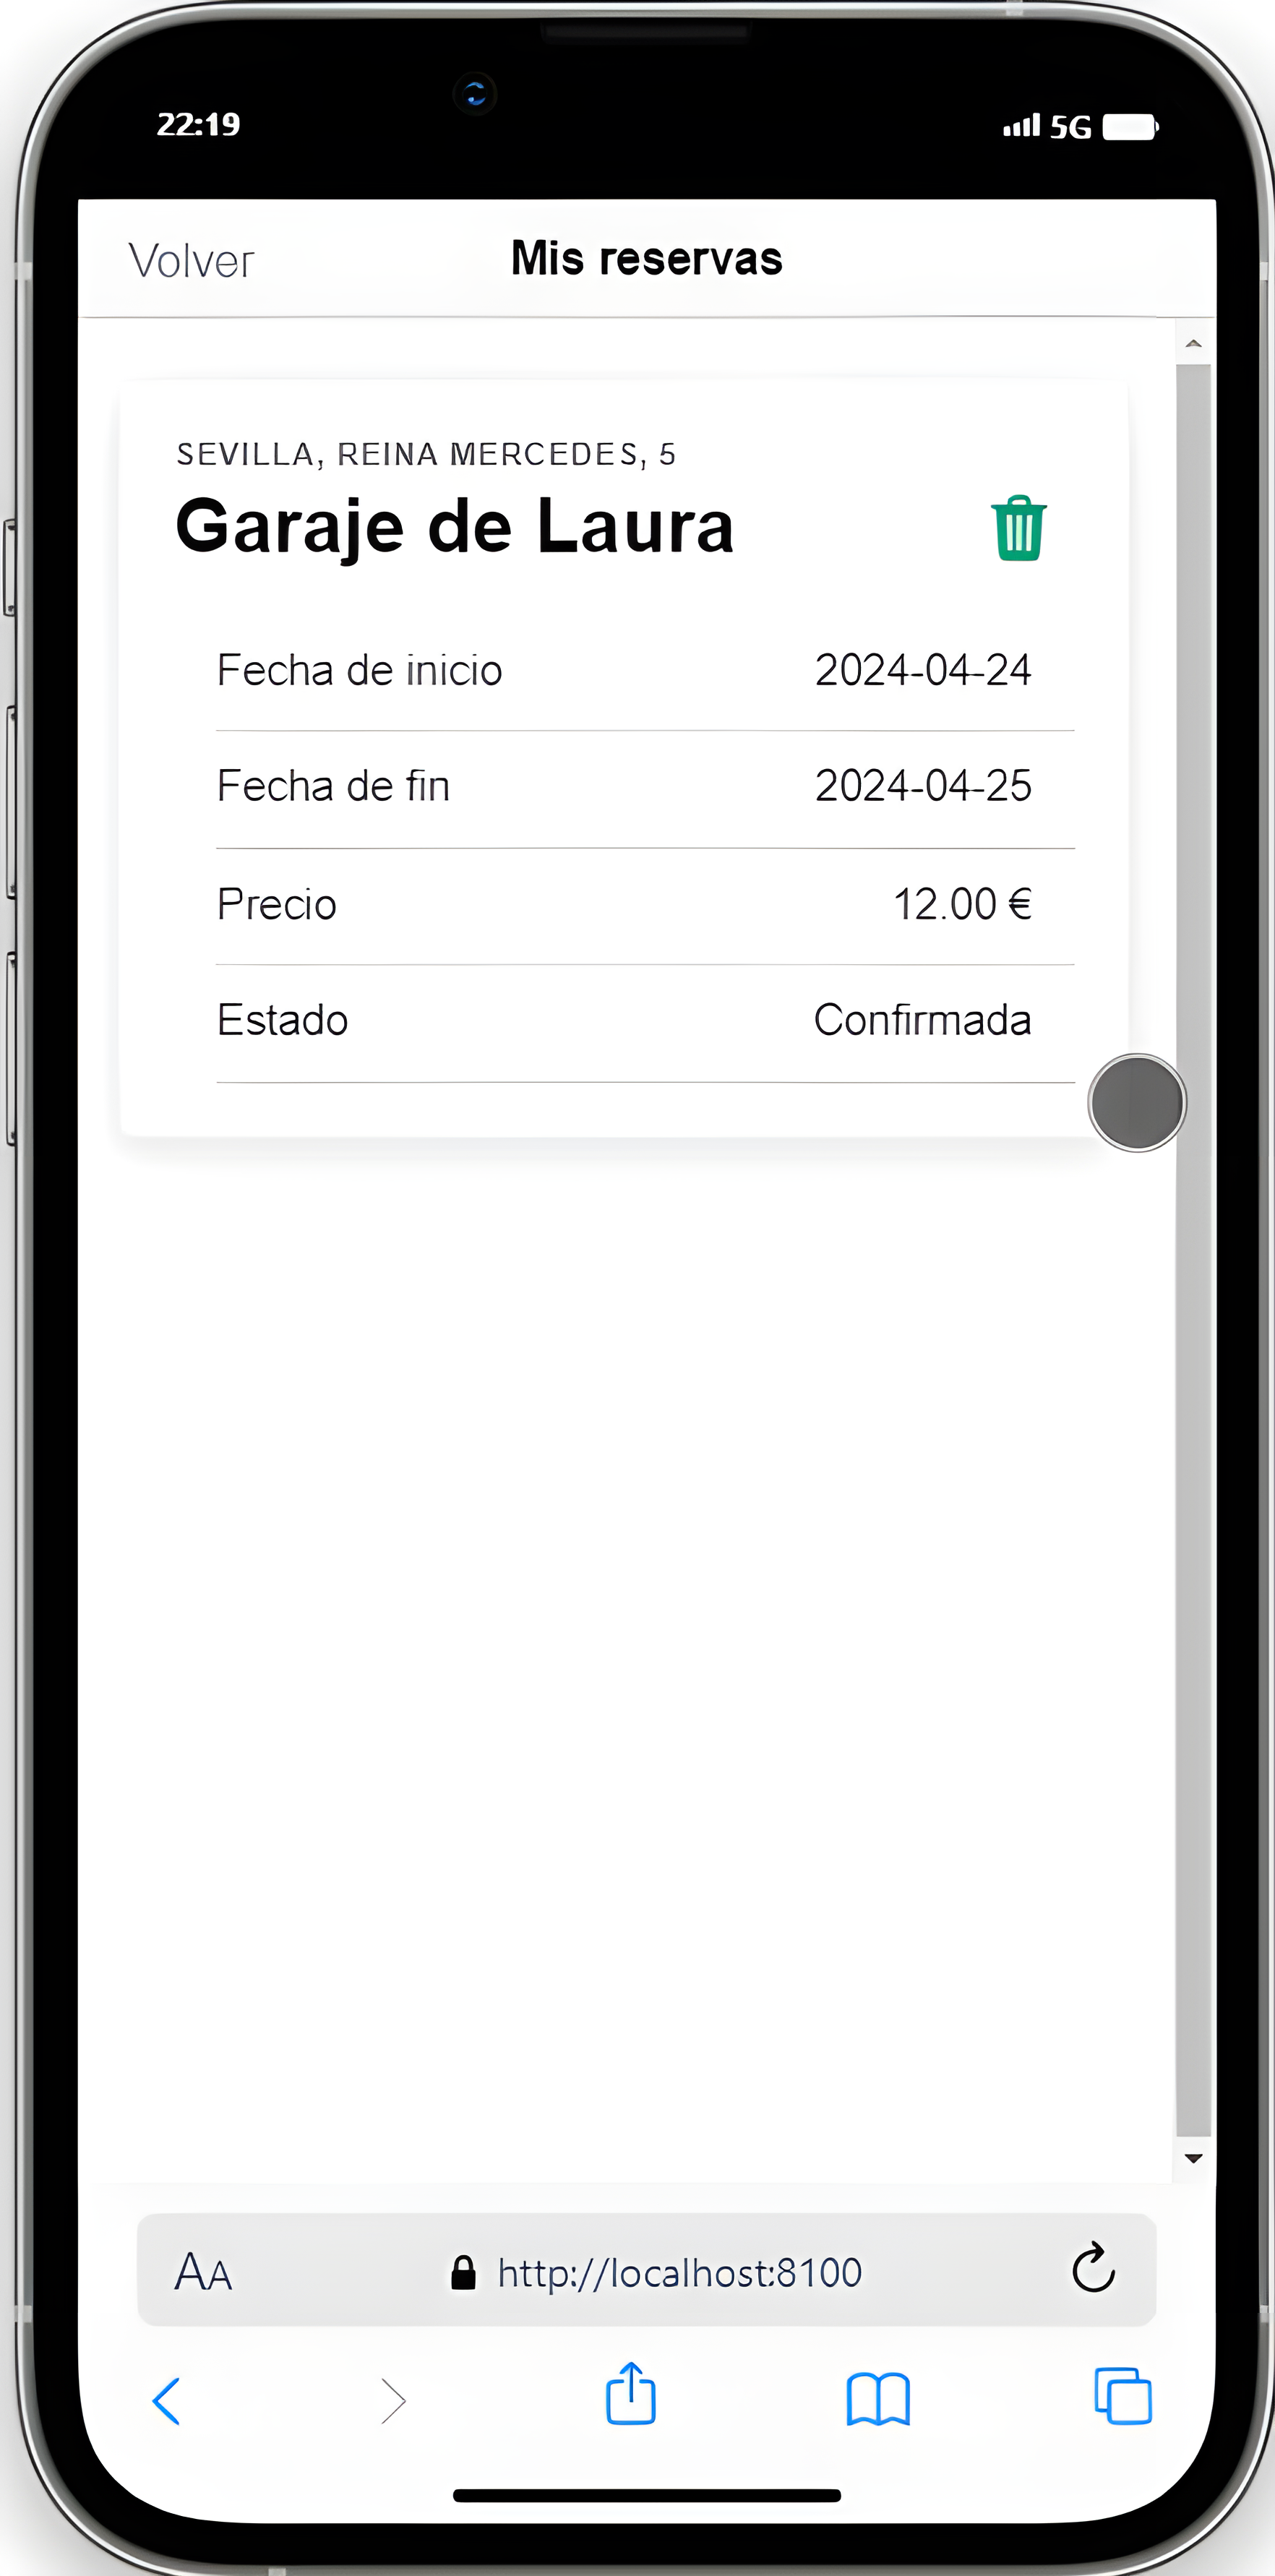 22:19 5G
Volver Mis reservas
SEVILLA, REINA MERCEDES, 5
Garaje de Laura
Fecha de inicio 2024-04-24
Fecha de fin 2024-04-25
Precio 12.00 €
Estado Confirmada
AA http://localhost:8100